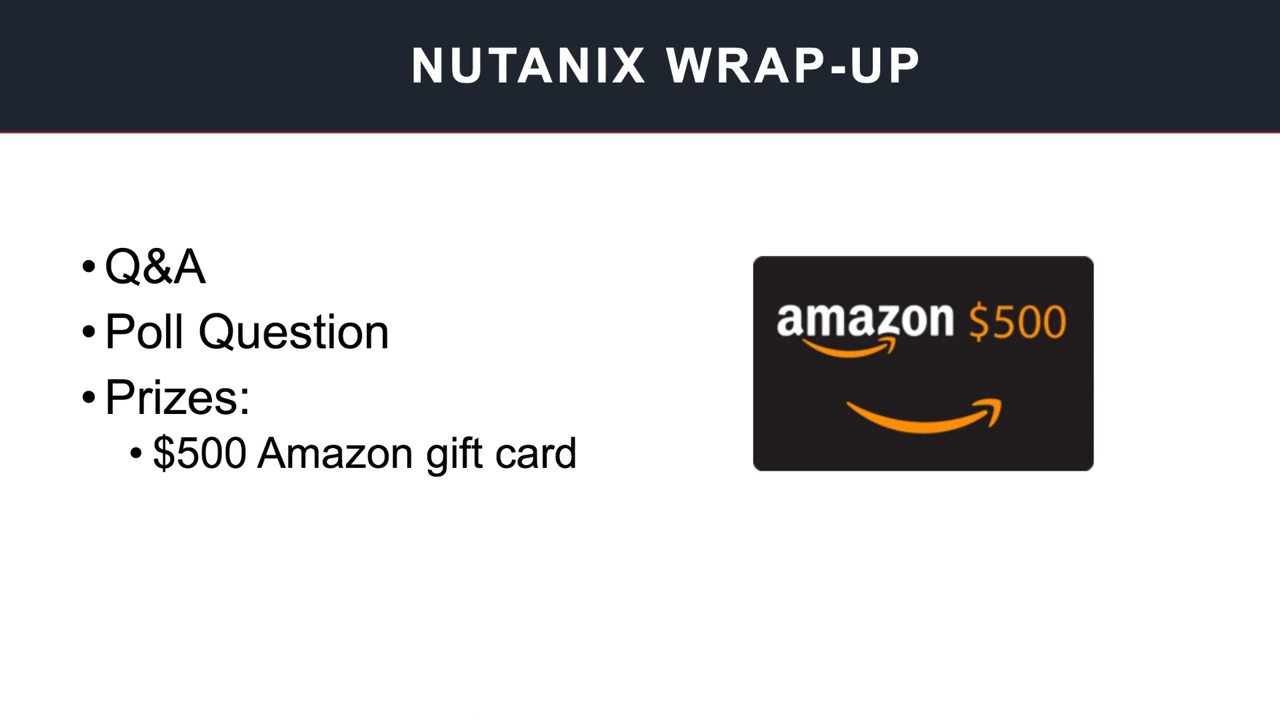 NUTANIX WRAP-UP
• Q&A
• Poll Question
• Prizes:
• $500 Amazon gift card
amazon $500